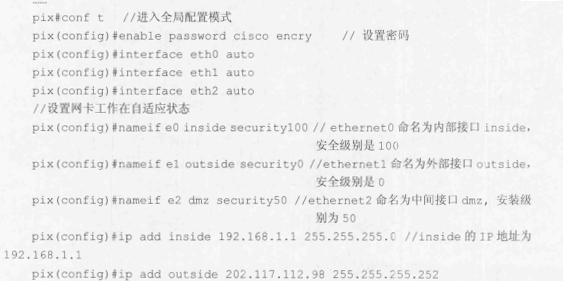 pix#conf t //进入全局配置模式
pix(config)#enable password cisco encry // 设置密码
pix(config)#interface eth0 auto
pix(config)#interface eth1 auto
pix(config)#interface eth2 auto
//设置网卡工作在自适应状态
pix(config)#nameif e0 inside security100 // ethernet0 命名为内部接口 inside,
安全级别是 100
pix(config)#nameif e1 outside security0 //ethernet1 命名为外部接口 outside,
安全级别是 0
pix(config)#nameif e2 dmz security50 //ethernet2 命名为中间接口 dmz, 安装级
别为 50
pix(config)#ip add inside 192.168.1.1 255.255.255.0 //inside 的 IP 地址为
192.168.1.1
pix(config)#ip add outside 202.117.112.98 255.255.255.252